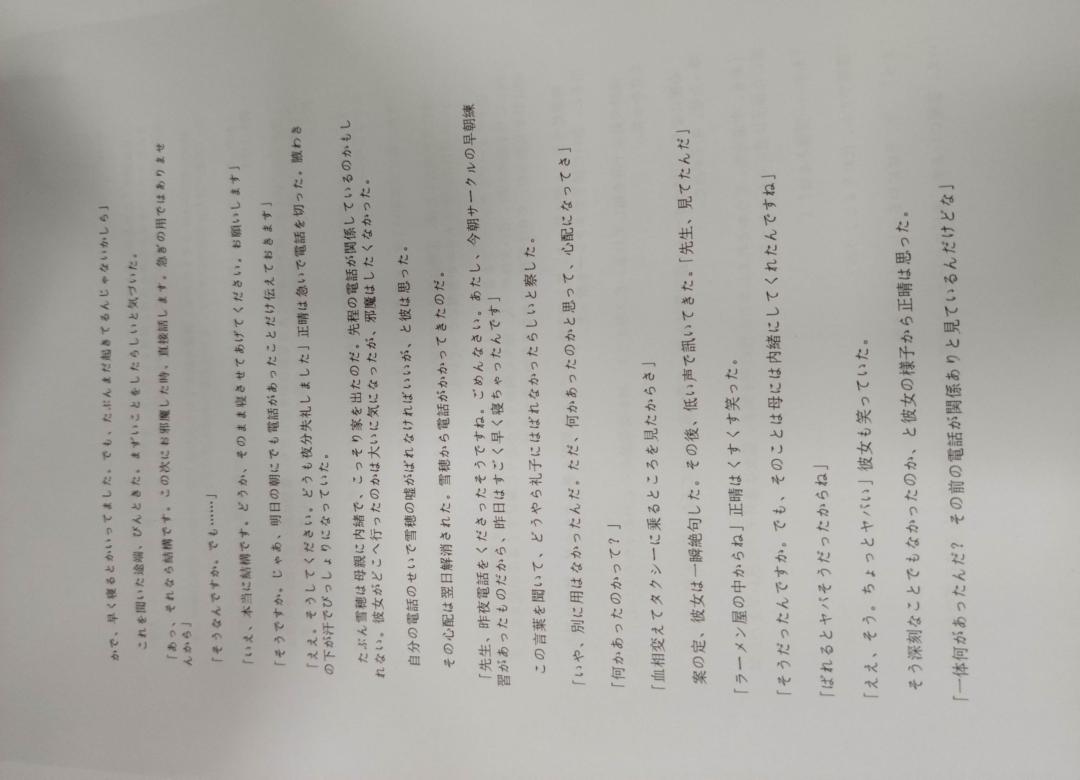 かで、早く寝るとかいってました。でも、たぶんまだ起きてるんじゃないかしら」
これを聞いた途端、ぴんときた。まずいことをしたらしいと気づいた。
「あっ、それなら結構です。この次にお邪魔した時、直接話します。急ぎの用ではありませ
んから」
「そうなんですか。でも……」
「いえ、本当に結構です。どうか、そのまま寝させてあげてください。お願いします」
「そうですか。じゃあ、明日の朝にでも電話があったことだけ伝えておきます」
「ええ。そうしてください。どうも夜分失礼しました」正晴は急いで電話を切った。腋わき
の下が汗でびっしょりになっていた。
たぶん雪穂は母親に内緒で、こっそり家を出たのだ。先程の電話が関係しているのかもし
れない。彼女がどこへ行ったのかは大いに気になったが、邪魔はしたくなかった。
自分の電話のせいで雪穂の嘘がばれなければいいが、と彼は思った。
その心配は翌日解消された。雪穂から電話がかかってきたのだ。
「先生、昨夜電話をくださったそうですね。ごめんなさい。あたし、今朝サークルの早朝練
習があったものだから、昨日はすごく早く寝ちゃったんです」
この言葉を聞いて、どうやら礼子にはばれなかったらしいと察した。
「いや、別に用はなかったんだ。ただ、何かあったのかと思って、心配になってさ」
「何かあったのかって？」
「血相変えてタクシーに乗るところを見たからさ」
案の定、彼女は一瞬絶句した。その後、低い声で訊いてきた。「先生、見てたんだ」
「ラーメン屋の中からね」正晴はくすくす笑った。
「そうだったんですか。でも、そのことは母には内緒にしてくれたんですね」
「ばれるとヤバそうだったからね」
「ええ、そう。ちょっとヤバい」彼女も笑っていた。
そう深刻なことでもなかったのか、と彼女の様子から正晴は思った。
「一体何があったんだ？その前の電話が関係ありと見ているんだけどな」